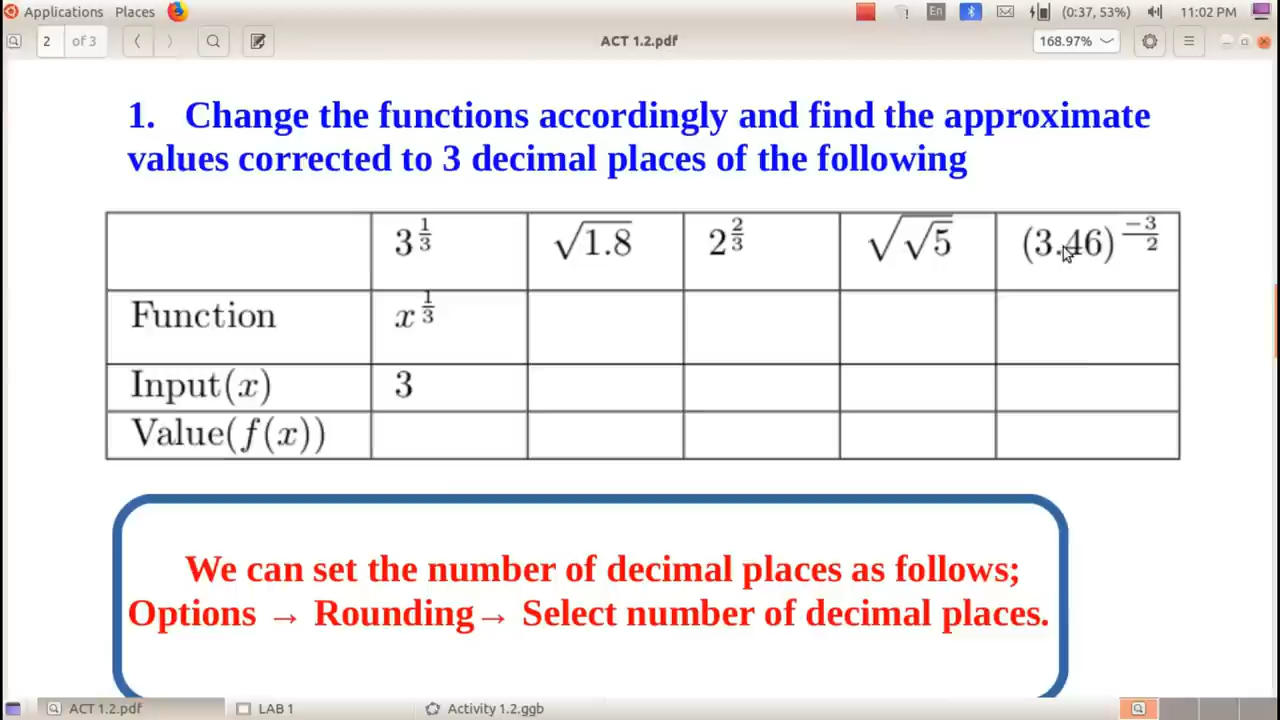 Applications Places En (0:37, 53%) 11:02 PM
2 of 3 ACT 1.2.pdf 168.97%
1. Change the functions accordingly and find the approximate
values corrected to 3 decimal places of the following
3^{1/3} √1.8 2^{2/3} √√5 (3.46)^{-3/2}
Function x^{1/3}
Input(x) 3
Value(f(x))
We can set the number of decimal places as follows;
Options → Rounding→ Select number of decimal places.
ACT 1.2.pdf LAB 1 Activity 1.2.ggb